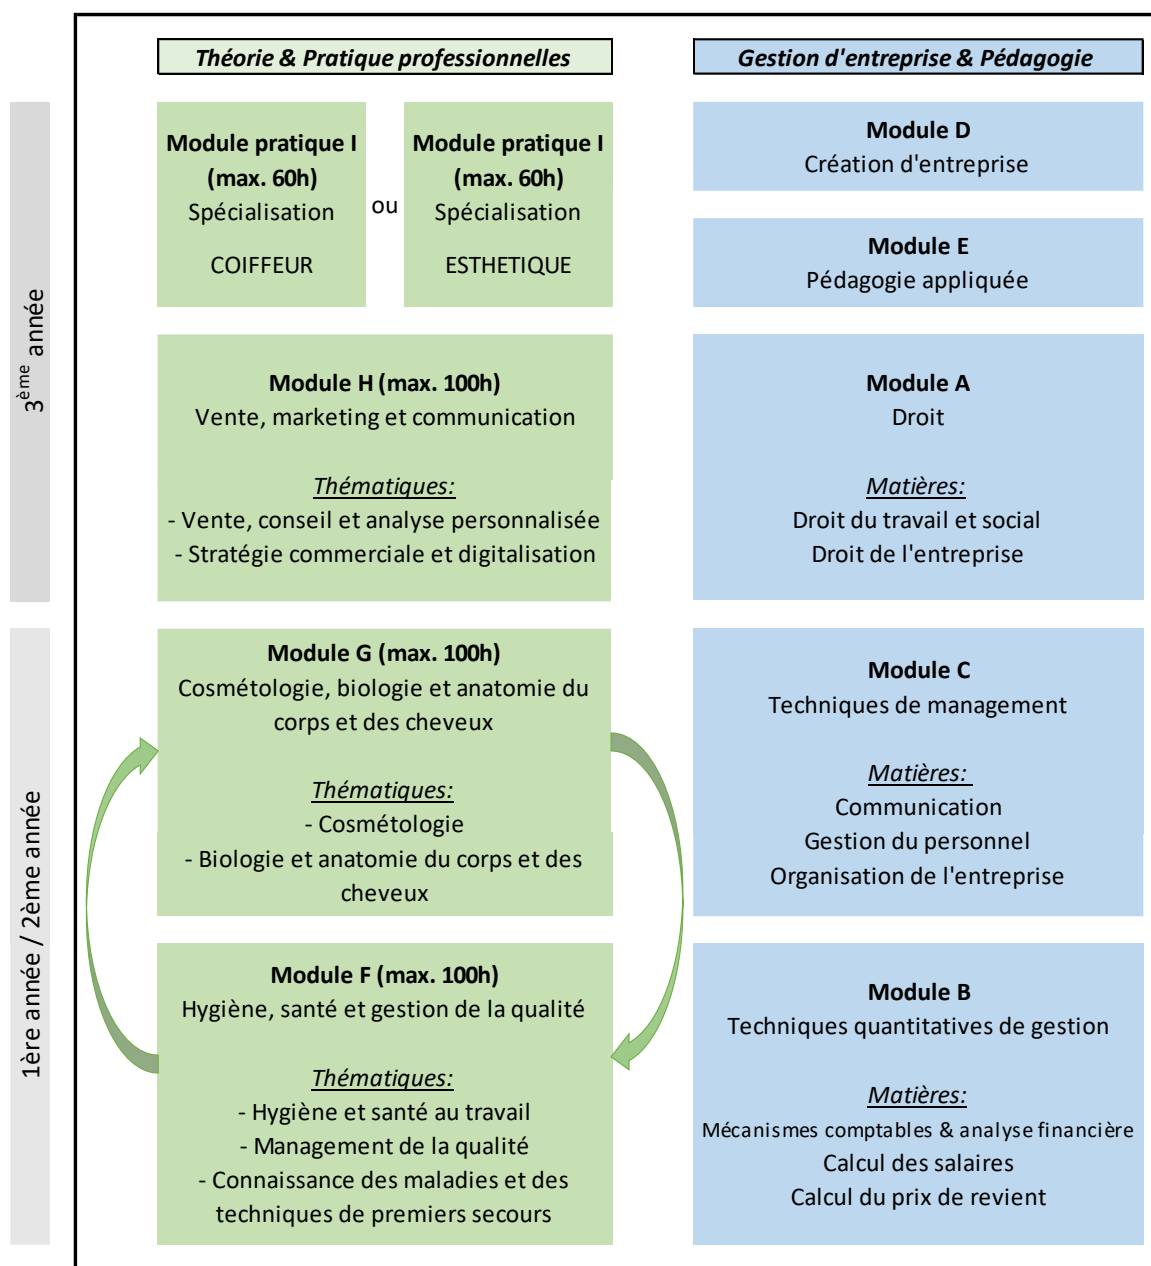 Théorie & Pratique professionnelles
Gestion d'entreprise & Pédagogie
3ème année
Module pratique I
(max. 60h)
Spécialisation
COIFFEUR
ou
Module pratique I
(max. 60h)
Spécialisation
ESTHETIQUE
Module D
Création d'entreprise
Module E
Pédagogie appliquée
Module H (max. 100h)
Vente, marketing et communication
Thématiques:
- Vente, conseil et analyse personnalisée
- Stratégie commerciale et digitalisation
Module A
Droit
Matières:
Droit du travail et social
Droit de l'entreprise
1ère année / 2ème année
Module G (max. 100h)
Cosmétologie, biologie et anatomie du
corps et des cheveux
Thématiques:
- Cosmétologie
- Biologie et anatomie du corps et des
cheveux
Module C
Techniques de management
Matières:
Communication
Gestion du personnel
Organisation de l'entreprise
Module F (max. 100h)
Hygiène, santé et gestion de la qualité
Thématiques:
- Hygiène et santé au travail
- Management de la qualité
- Connaissance des maladies et des
techniques de premiers secours
Module B
Techniques quantitatives de gestion
Matières:
Mécanismes comptables & analyse financière
Calcul des salaires
Calcul du prix de revient